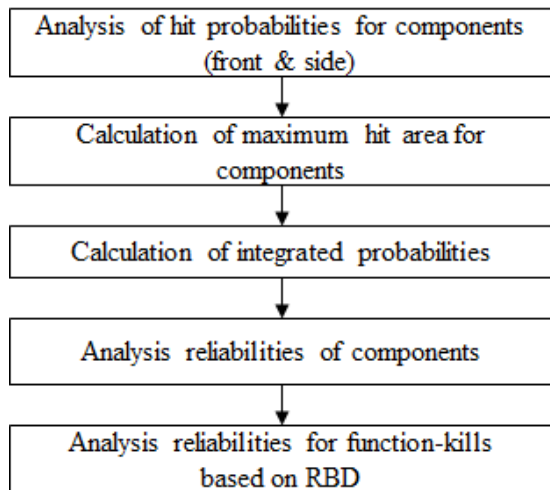 Analysis of hit probabilities for components
(front & side)
Calculation of maximum hit area for
components
Calculation of integrated probabilities
Analysis reliabilities of components
Analysis reliabilities for function-kills
based on RBD